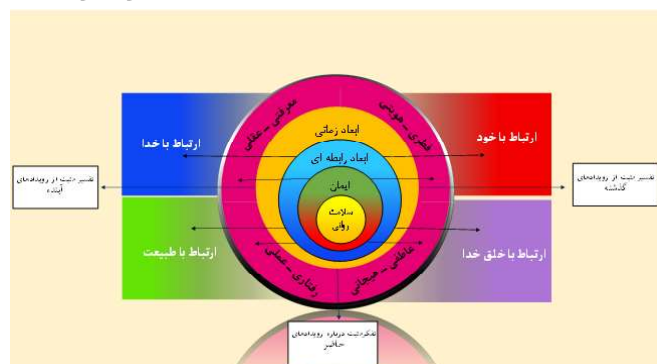 معرفتی - عقلی
فطری - هویتی
ارتباط با خدا
ابعاد زمانی
ارتباط با خود
ابعاد رابطه ای
تفسیر مثبت از رویدادهای
آینده
ایمان
تفسیر مثبت از رویدادهای
گذشته
سلامت
روانی
ارتباط با طبیعت
ارتباط با خلق خدا
رفتاری - عملی
عاطفی - هیجانی
تفکر مثبت درباره رویدادهای
حاضر